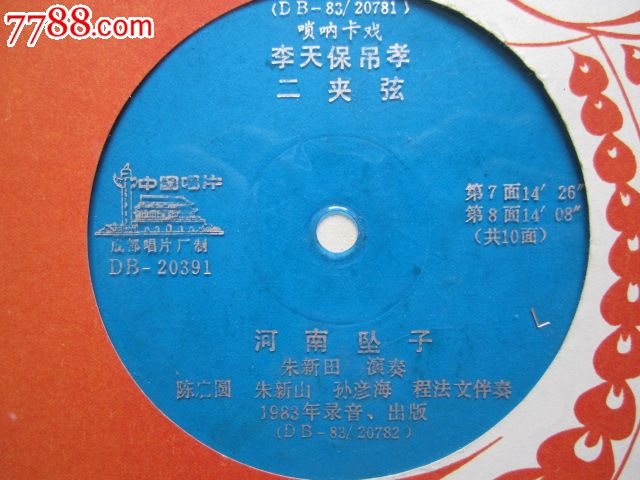 7788.com
(DB-83/20781)
唢呐卡戏
李天保吊孝
二夹弦
中国唱片
成都唱片厂制
DB-20391
第7面14′26″
第8面14′08″
(共10面)
河南坠子
朱新田 演奏
陈 圆 朱新山 孙彦海 程法文伴奏
1983年录音、出版
(DB-83/20782)